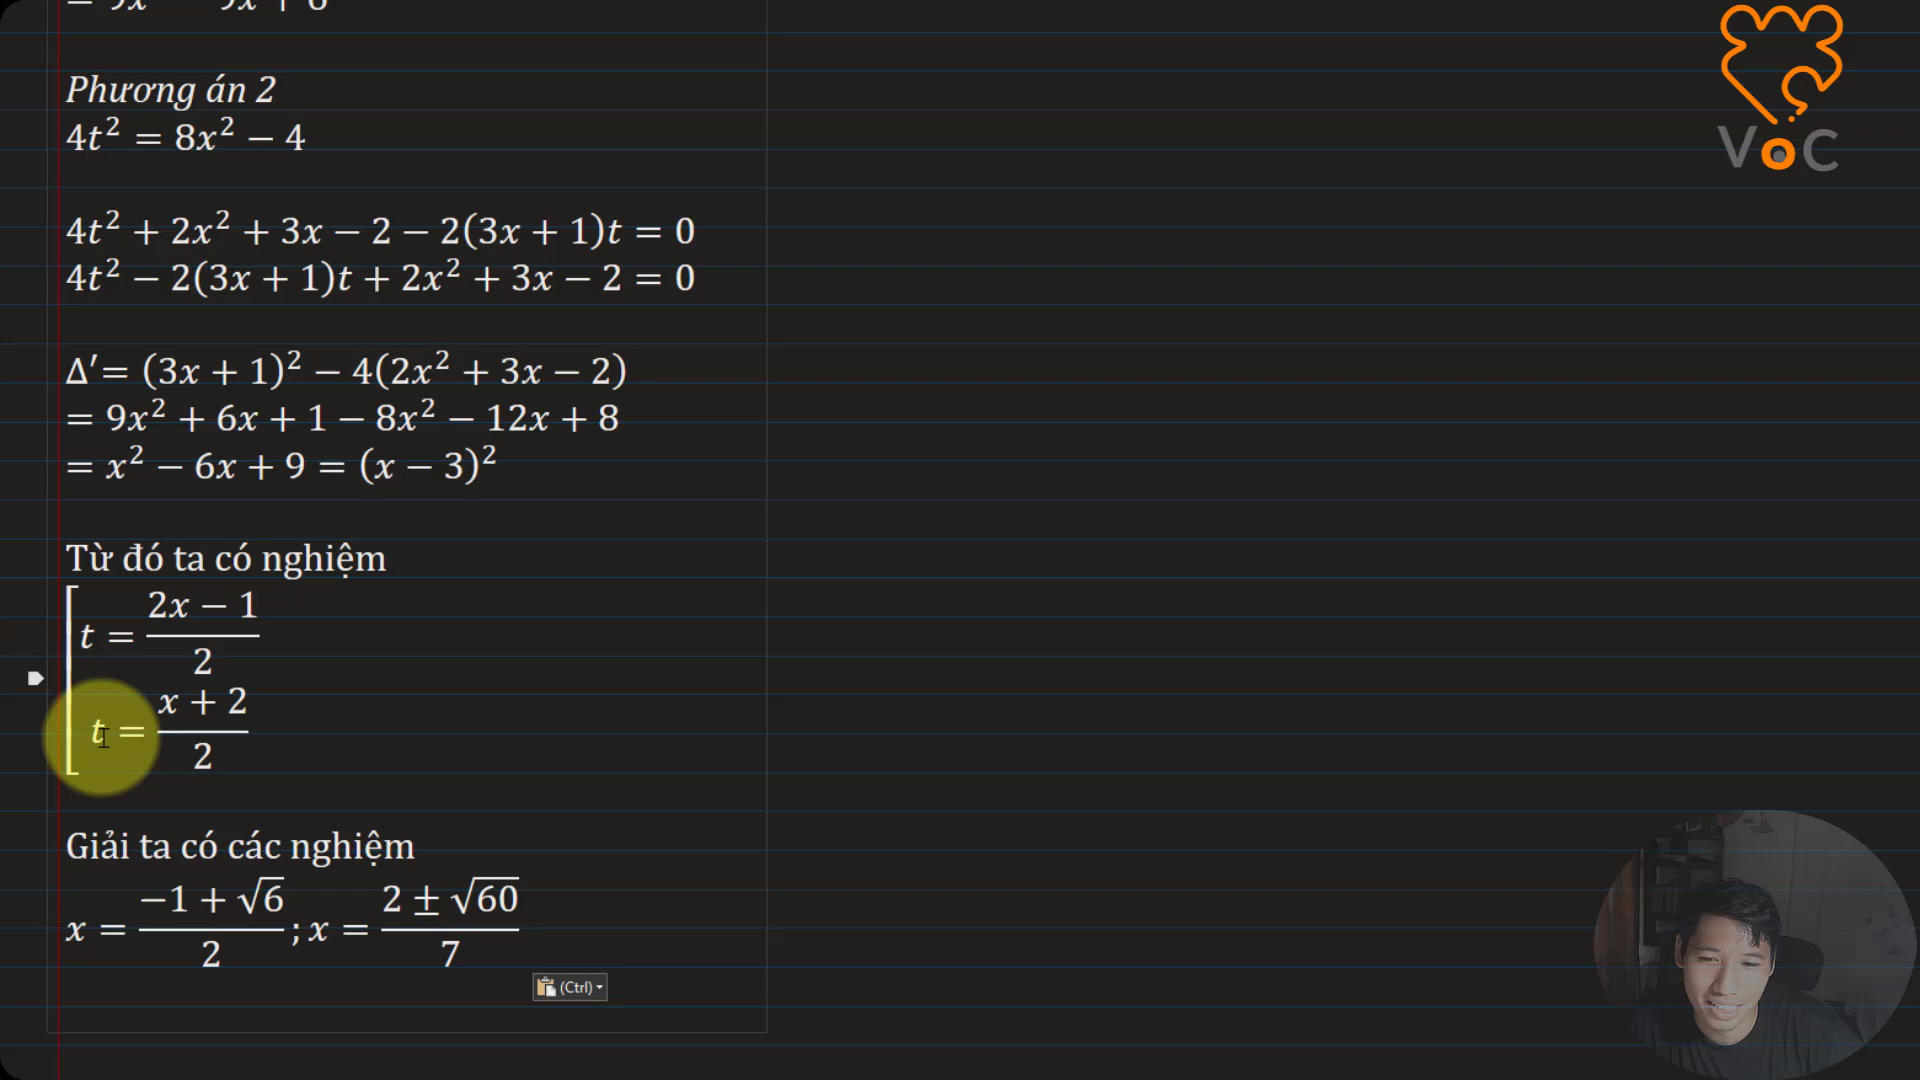 = 9x² − 9x + 6
Phương án 2
4t² = 8x² − 4
4t² + 2x² + 3x − 2 − 2(3x + 1)t = 0
4t² − 2(3x + 1)t + 2x² + 3x − 2 = 0
Δ′= (3x + 1)² − 4(2x² + 3x − 2)
= 9x² + 6x + 1 − 8x² − 12x + 8
= x² − 6x + 9 = (x − 3)²
Từ đó ta có nghiệm
[ t = (2x − 1)/2
t = (x + 2)/2
Giải ta có các nghiệm
x = (−1 + √6)/2 ; x = (2 ± √60)/7
(Ctrl)
VOC